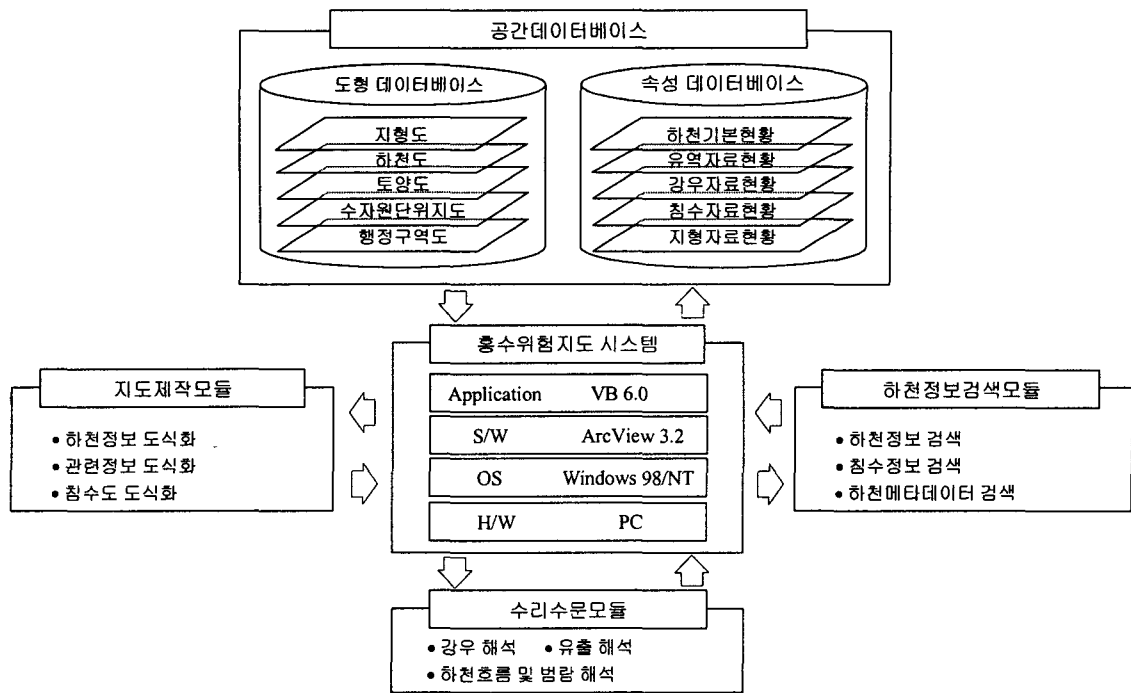 공간데이터베이스
도형 데이터베이스
지형도
하천도
토양도
수자원단위지도
행정구역도
속성 데이터베이스
하천기본현황
유역자료현황
강우자료현황
침수자료현황
지형자료현황
홍수위험지도 시스템
Application VB 6.0
S/W ArcView 3.2
OS Windows 98/NT
H/W PC
지도제작모듈
• 하천정보 도식화
• 관련정보 도식화
• 침수도 도식화
하천정보검색모듈
• 하천정보 검색
• 침수정보 검색
• 하천메타데이터 검색
수리수문모듈
• 강우 해석 • 유출 해석
• 하천흐름 및 범람 해석